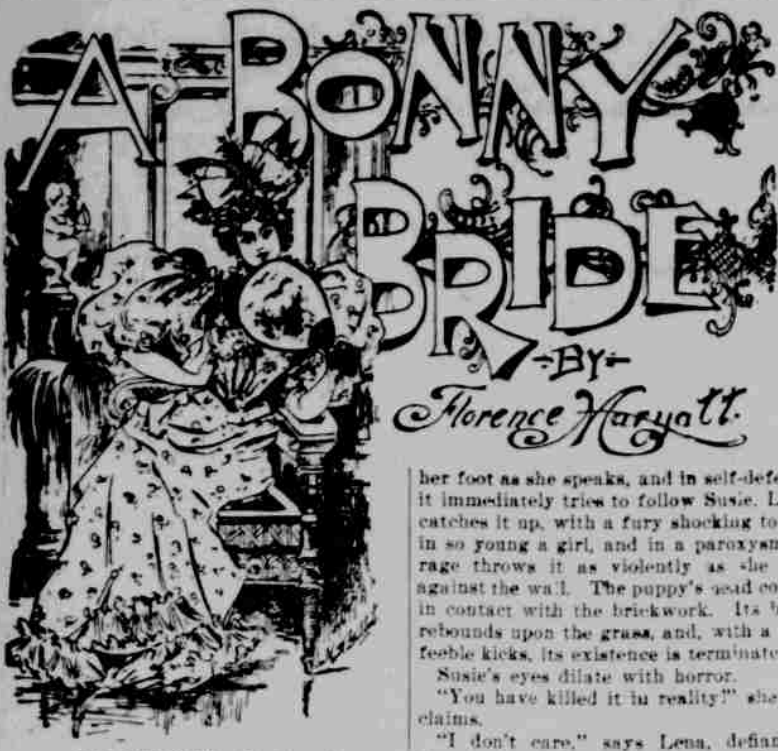 A BONNY
BRIDE
-BY-
Florence Marryatt.
her foot as she speaks, and in self-defe
it immediately tries to follow Susie. L
catches it up, with a fury shocking to
in so young a girl, and in a paroxysm
rage throws it as violently as she
against the wall. The puppy's head co
in contact with the brickwork. Its
rebounds upon the grass, and, with a
feeble kicks, its existence is terminate
Susie's eyes dilate with horror.
"You have killed it in reality!" she
claims.
"I don't care," says Lena, defian